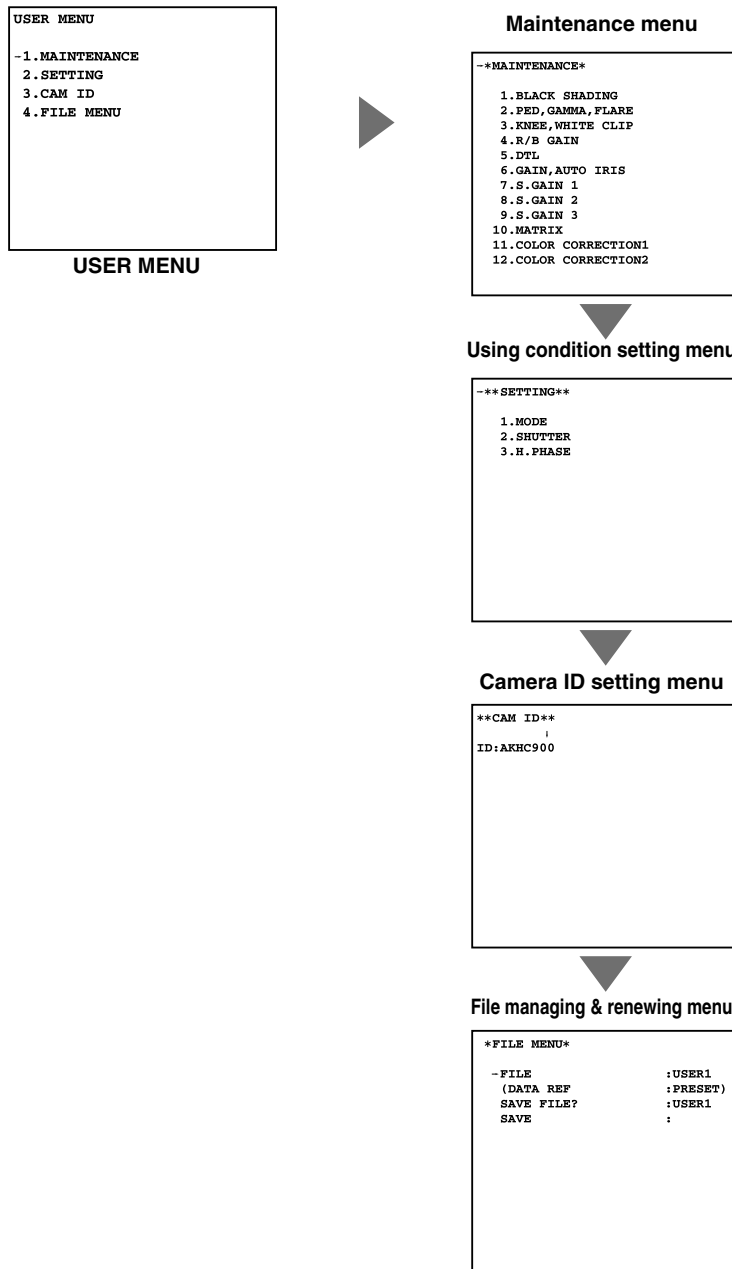 USER MENU
-1.MAINTENANCE
2.SETTING
3.CAM ID
4.FILE MENU
USER MENU
Maintenance menu
-*MAINTENANCE*
1.BLACK SHADING
2.PED,GAMMA,FLARE
3.KNEE,WHITE CLIP
4.R/B GAIN
5.DTL
6.GAIN,AUTO IRIS
7.S.GAIN 1
8.S.GAIN 2
9.S.GAIN 3
10.MATRIX
11.COLOR CORRECTION1
12.COLOR CORRECTION2
Using condition setting menu
-**SETTING**
1.MODE
2.SHUTTER
3.H.PHASE
Camera ID setting menu
**CAM ID**
ID:AKHC900
File managing & renewing menu
*FILE MENU*
-FILE :USER1
(DATA REF :PRESET)
SAVE FILE? :USER1
SAVE :